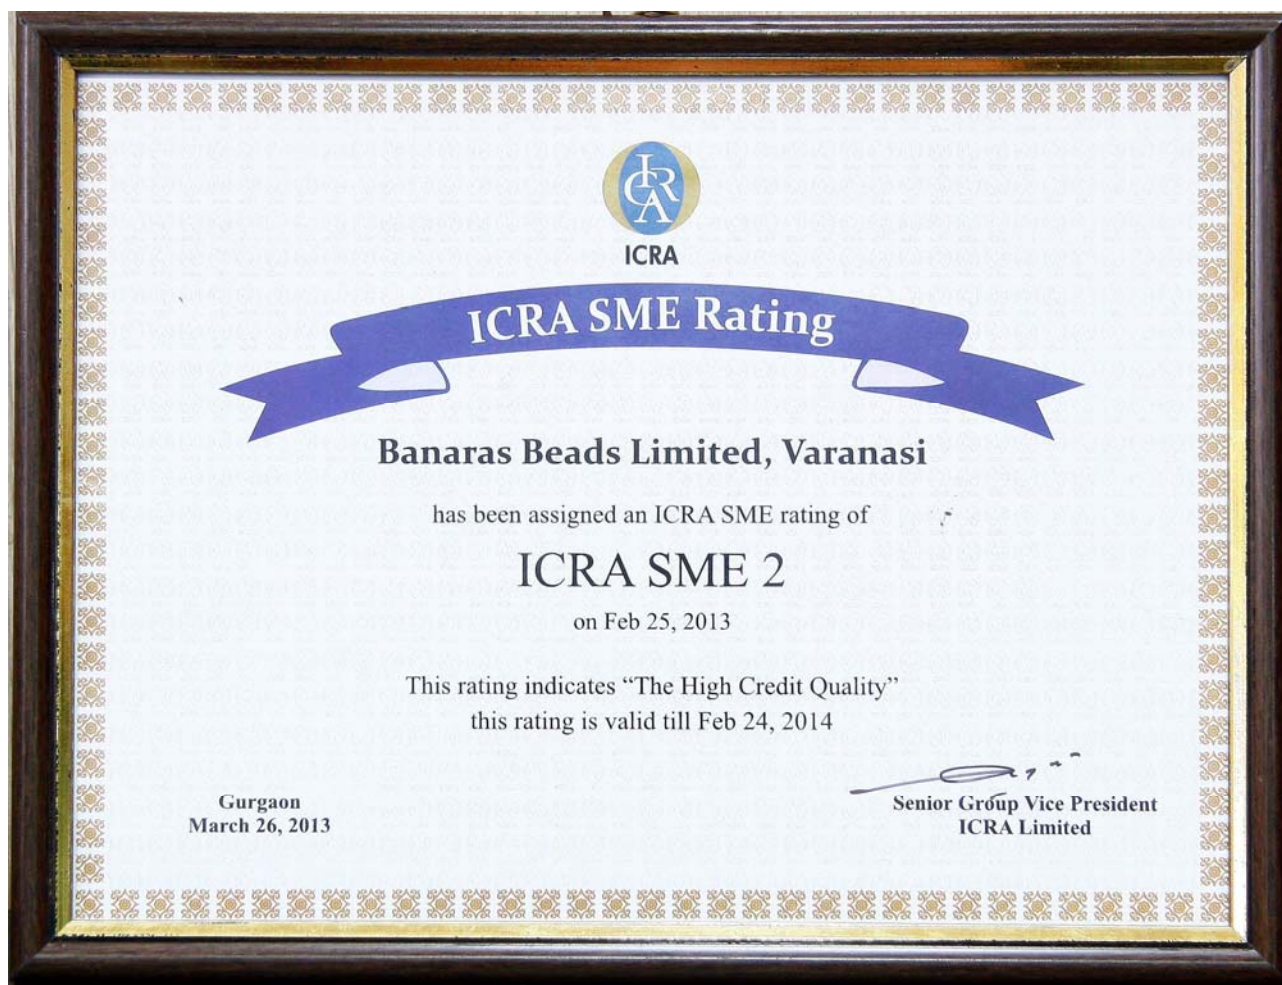 ICRA
ICRA
ICRA SME Rating
Banaras Beads Limited, Varanasi
has been assigned an ICRA SME rating of
ICRA SME 2
on Feb 25, 2013
This rating indicates “The High Credit Quality”
this rating is valid till Feb 24, 2014
Gurgaon
March 26, 2013
Senior Group Vice President
ICRA Limited